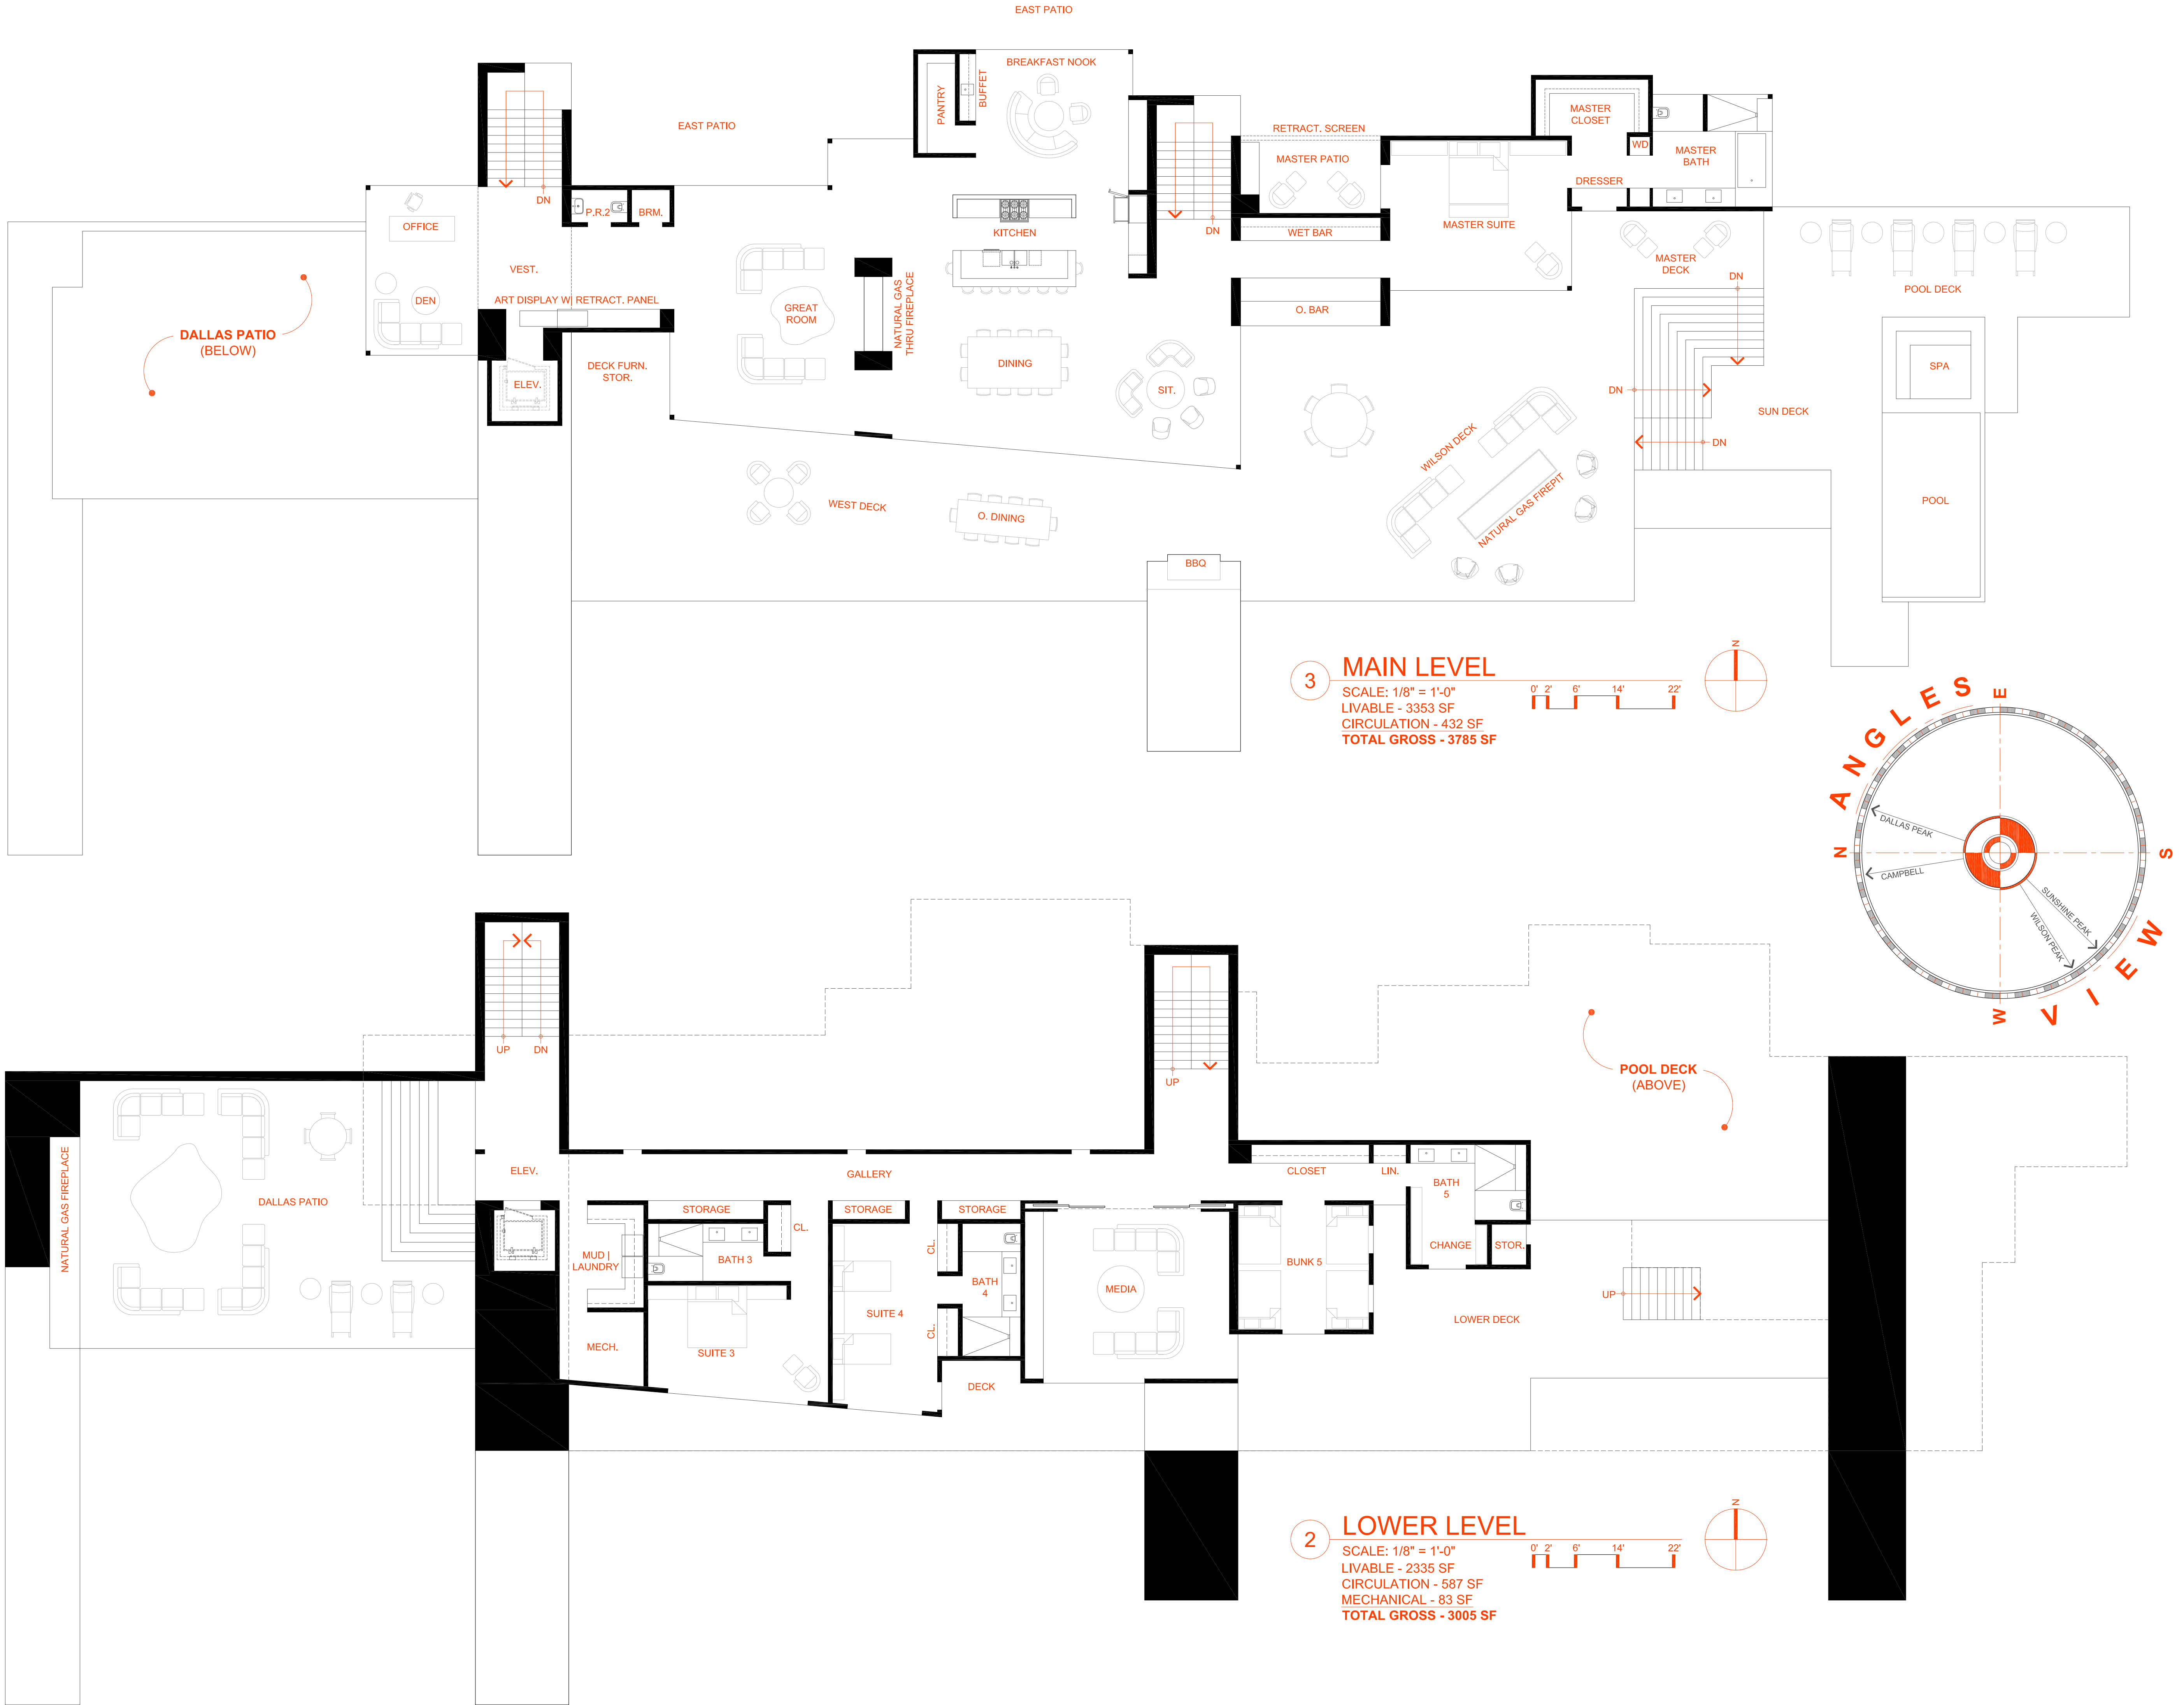 EAST PATIO
BREAKFAST NOOK
PANTRY
BUFFET
EAST PATIO
RETRACT. SCREEN
MASTER PATIO
MASTER
CLOSET
WD
MASTER
BATH
DRESSER
DN
P.R.2
BRM.
OFFICE
KITCHEN
DN
WET BAR
MASTER SUITE
VEST.
DEN
ART DISPLAY W. RETRACT. PANEL
GREAT
ROOM
NATURAL GAS
THRU FIREPLACE
O. BAR
MASTER
DECK
DN
POOL DECK
DALLAS PATIO
(BELOW)
ELEV.
DECK FURN.
STOR.
DINING
SIT.
DN
SUN DECK
SPA
DN
WILSON DECK
NATURAL GAS FIREPIT
POOL
WEST DECK
O. DINING
BBQ
3
MAIN LEVEL
SCALE: 1/8" = 1'-0"
LIVABLE - 3353 SF
CIRCULATION - 432 SF
TOTAL GROSS - 3785 SF
0' 2' 6' 14' 22'
N
ANGLES
E
DALLAS PEAK
N
S
CAMPBELL
SUNSHINE PEAK
WILSON PEAK
W
VIEW
UP
DN
UP
POOL DECK
(ABOVE)
NATURAL GAS FIREPLACE
DALLAS PATIO
ELEV.
GALLERY
CLOSET
LIN.
BATH
5
STORAGE
CL.
STORAGE
STORAGE
MUD |
LAUNDRY
BATH 3
CL.
BATH
4
CHANGE
STOR.
BUNK 5
MEDIA
UP
SUITE 4
CL.
LOWER DECK
MECH.
SUITE 3
DECK
2
LOWER LEVEL
SCALE: 1/8" = 1'-0"
LIVABLE - 2335 SF
CIRCULATION - 587 SF
MECHANICAL - 83 SF
TOTAL GROSS - 3005 SF
0' 2' 6' 14' 22'
N